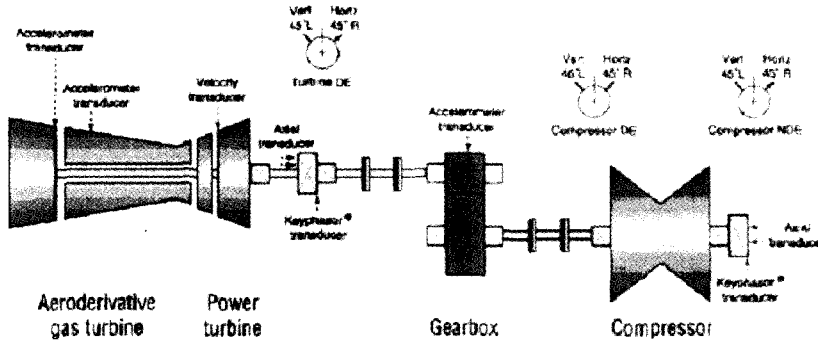 Accelerometer
transducer
Accelerometer
transducer
Velocity
transducer
Vert Horiz
45° L 45° R
Turbine DE
Axial
transducer
Keyphasor®
transducer
Accelerometer
transducer
Vert Horiz
45° L 45° R
Compressor DE
Vert Horiz
45° L 45° R
Compressor NDE
Axial
transducer
Keyphasor®
transducer
Aeroderivative
gas turbine
Power
turbine
Gearbox
Compressor